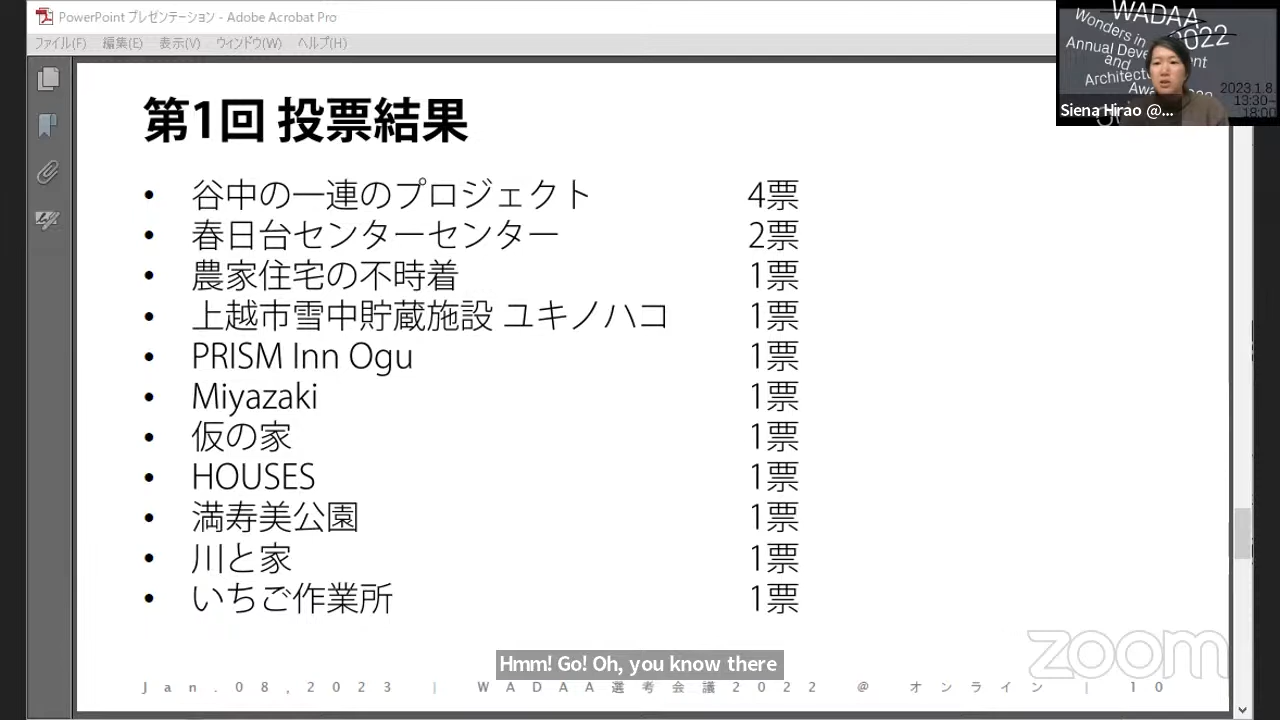 PowerPoint プレゼンテーション - Adobe Acrobat Pro
ファイル(F) 編集(E) 表示(V) ウィンドウ(W) ヘルプ(H)
WADAA
2022
Wonders in
Annual Development
and
Architecture
2023.1.8
13:30-
18:00
Siena Hirao @...
第1回 投票結果
• 谷中の一連のプロジェクト 4票
• 春日台センターセンター 2票
• 農家住宅の不時着 1票
• 上越市雪中貯蔵施設 ユキノハコ 1票
• PRISM Inn Ogu 1票
• Miyazaki 1票
• 仮の家 1票
• HOUSES 1票
• 満寿美公園 1票
• 川と家 1票
• いちご作業所 1票
zoom
Hmm! Go! Oh, you know there
Jan.08,2023 | WADAA選考会議2022 @ オンライン | 10